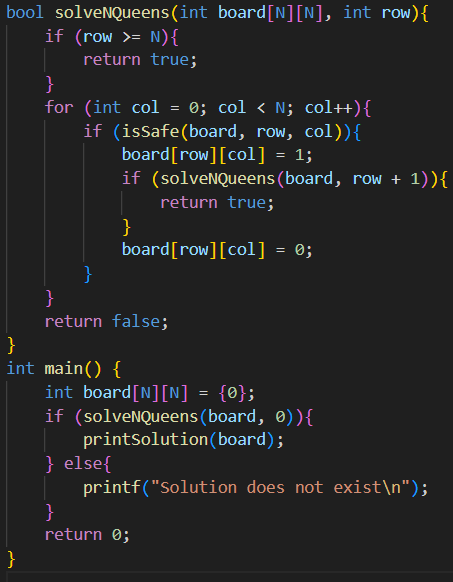 bool solveNQueens(int board[N][N], int row){
    if (row >= N){
        return true;
    }
    for (int col = 0; col < N; col++){
        if (isSafe(board, row, col)){
            board[row][col] = 1;
            if (solveNQueens(board, row + 1)){
                return true;
            }
            board[row][col] = 0;
        }
    }
    return false;
}
int main() {
    int board[N][N] = {0};
    if (solveNQueens(board, 0)){
        printSolution(board);
    } else{
        printf("Solution does not exist\n");
    }
    return 0;
}